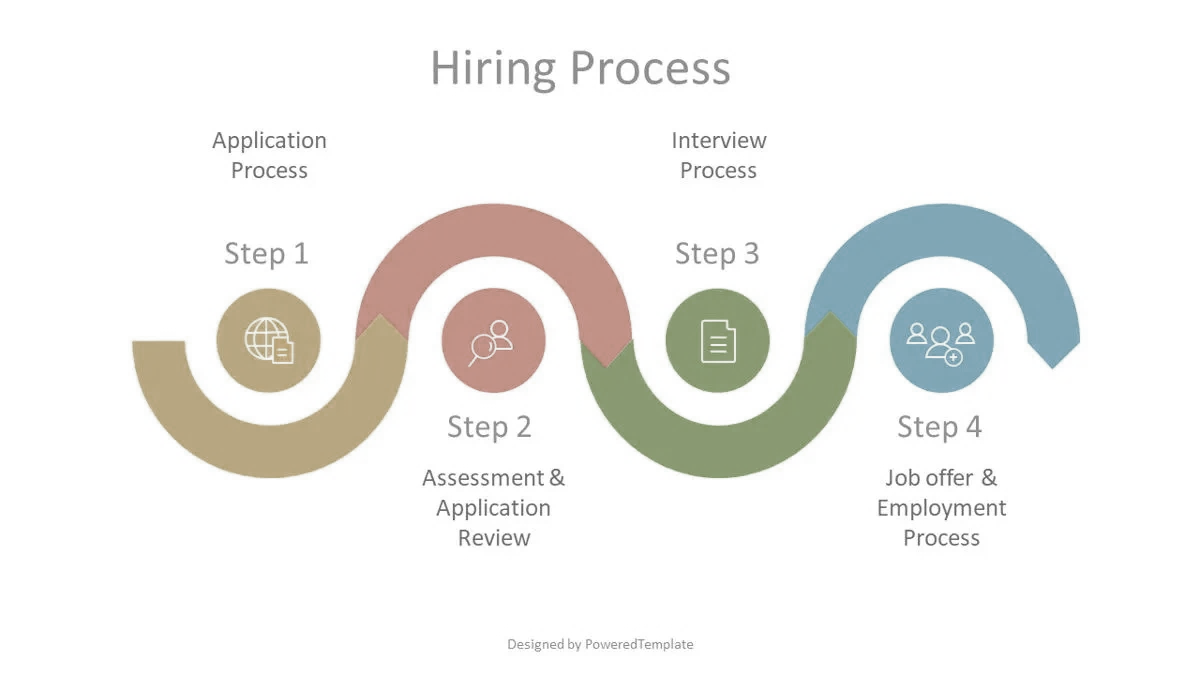 Hiring Process
Application
Process
Step 1
Step 2
Assessment &
Application
Review
Interview
Process
Step 3
Step 4
Job offer &
Employment
Process
Designed by PoweredTemplate